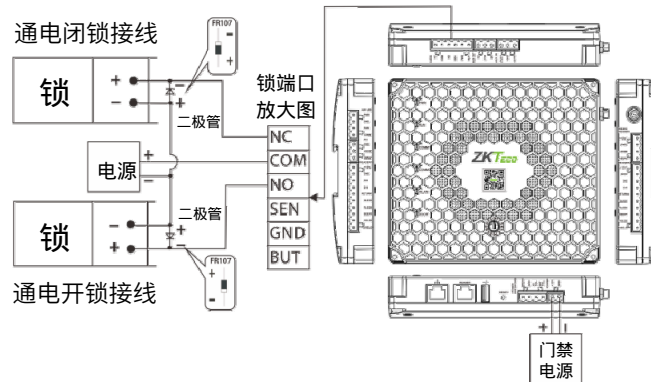 通电闭锁接线
FR107
-
+
锁
+
-
-
+
二极管
锁端口
放大图
NC
COM
NO
SEN
GND
BUT
电源
+
-
二极管
锁
-
+
+
-
FR107
+
-
通电开锁接线
ZKTECO
+
-
门禁
电源